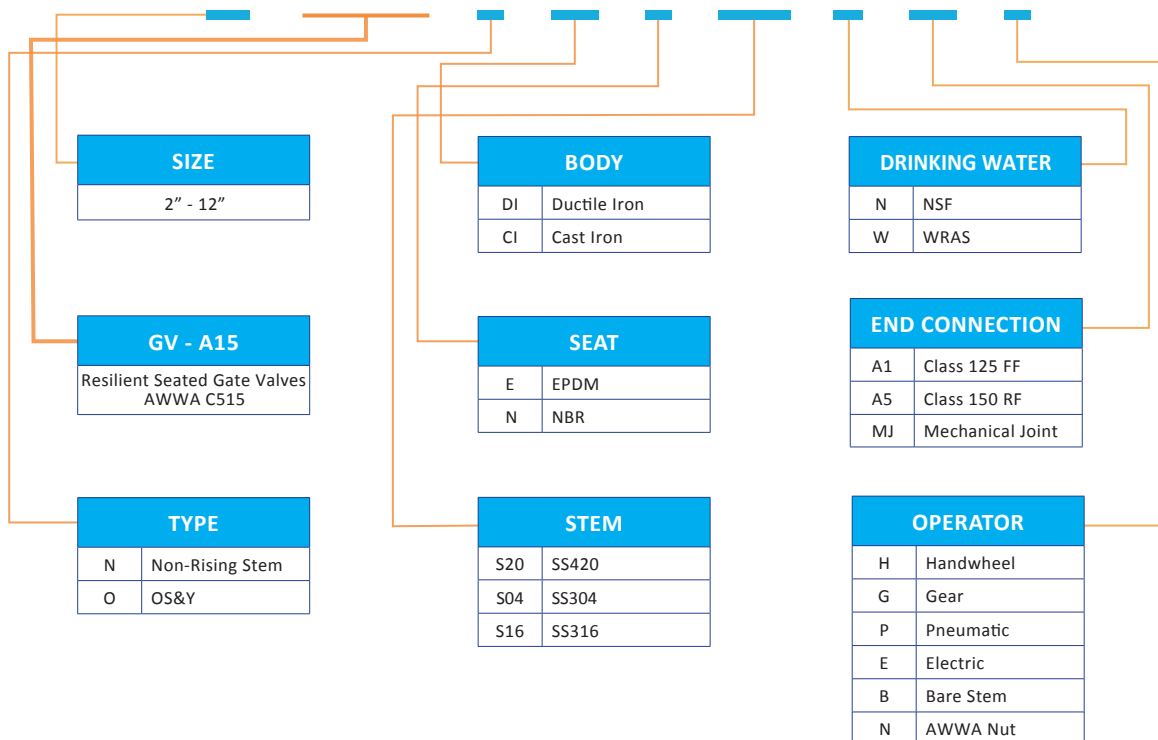 SIZE
2” - 12”
GV - A15
Resilient Seated Gate Valves
AWWA C515
TYPE
N Non-Rising Stem
O OS&Y
BODY
DI Ductile Iron
CI Cast Iron
SEAT
E EPDM
N NBR
STEM
S20 SS420
S04 SS304
S16 SS316
DRINKING WATER
N NSF
W WRAS
END CONNECTION
A1 Class 125 FF
A5 Class 150 RF
MJ Mechanical Joint
OPERATOR
H Handwheel
G Gear
P Pneumatic
E Electric
B Bare Stem
N AWWA Nut